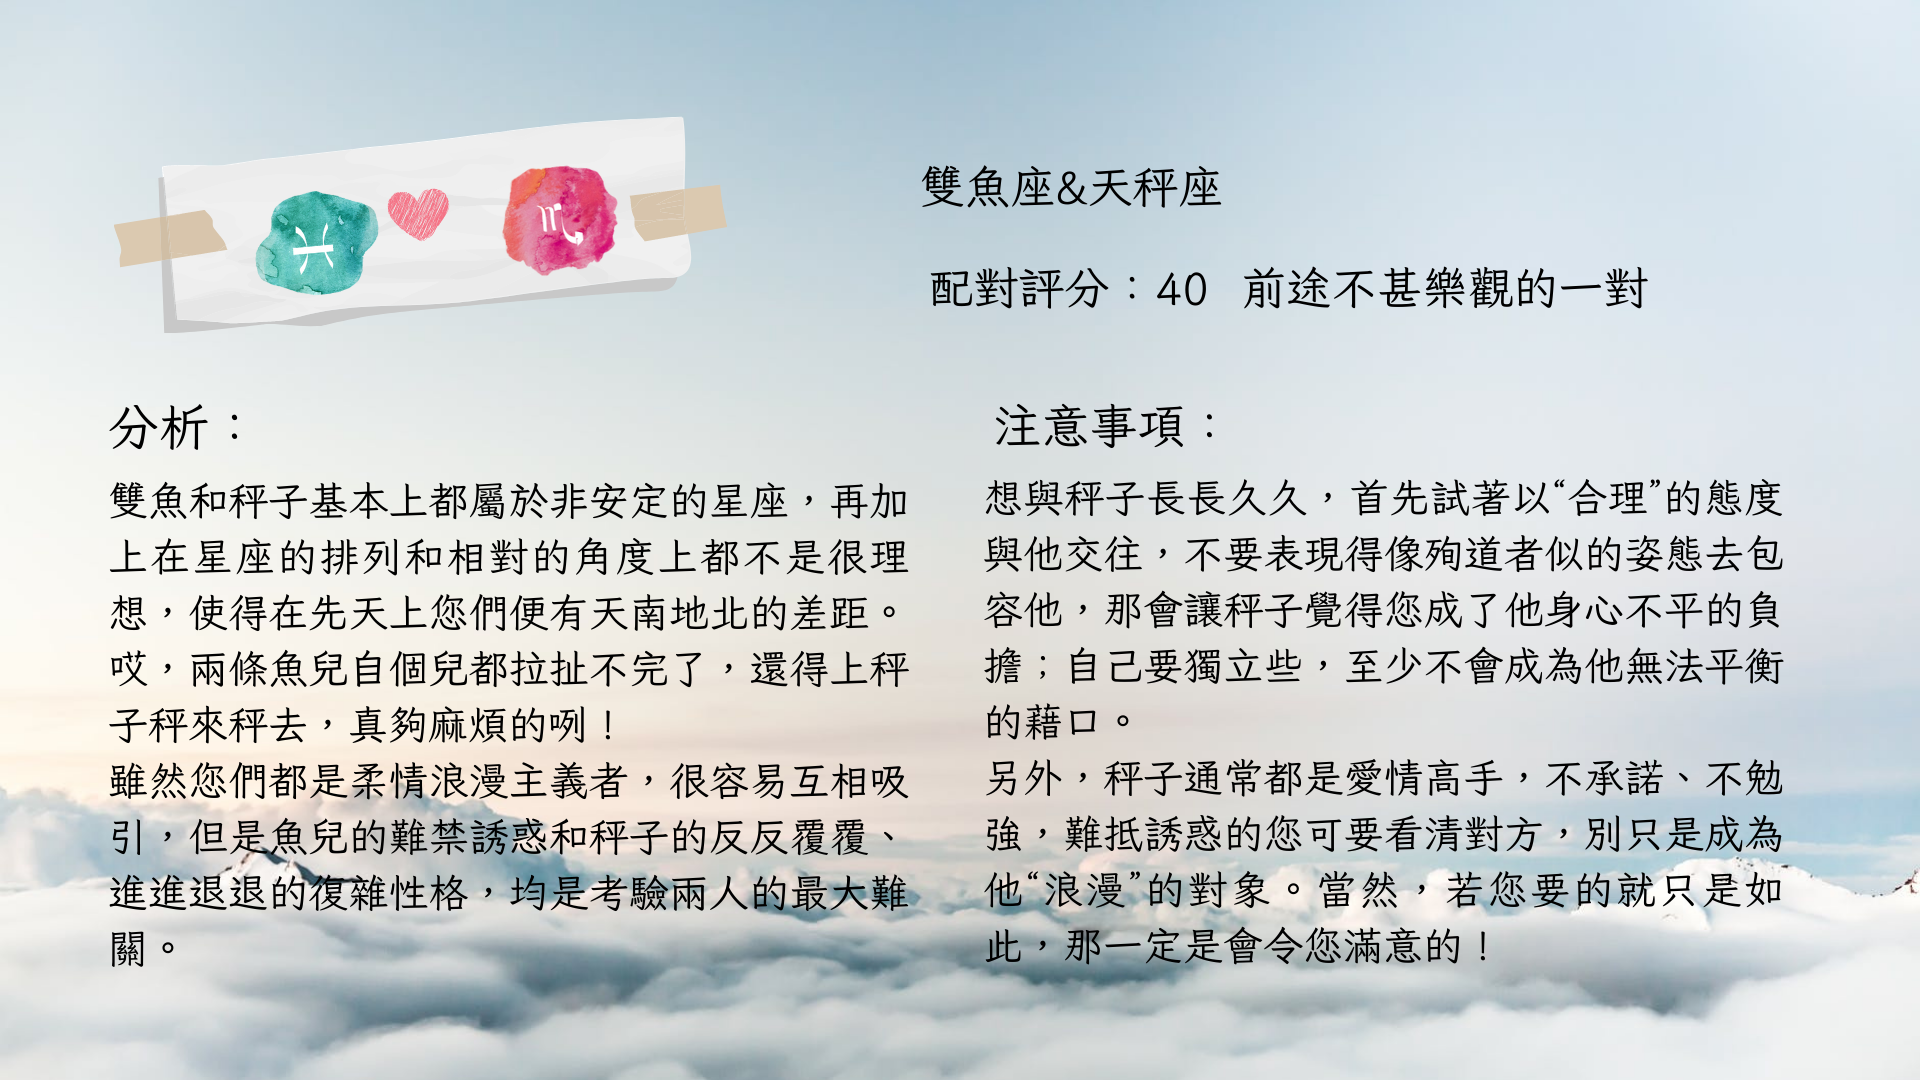 雙魚座&天秤座
配對評分：40 前途不甚樂觀的一對
分析：
雙魚和秤子基本上都屬於非安定的星座，再加
上在星座的排列和相對的角度上都不是很理
想，使得在先天上您們便有天南地北的差距。
哎，兩條魚兒自個兒都拉扯不完了，還得上秤
子秤來秤去，真夠麻煩的咧！
雖然您們都是柔情浪漫主義者，很容易互相吸
引，但是魚兒的難禁誘惑和秤子的反反覆覆、
進進退退的復雜性格，均是考驗兩人的最大難
關。
注意事項：
想與秤子長長久久，首先試著以“合理”的態度
與他交往，不要表現得像殉道者似的姿態去包
容他，那會讓秤子覺得您成了他身心不平的負
擔；自己要獨立些，至少不會成為他無法平衡
的藉口。
另外，秤子通常都是愛情高手，不承諾、不勉
強，難抵誘惑的您可要看清對方，別只是成為
他“浪漫”的對象。當然，若您要的就只是如
此，那一定是會令您滿意的！